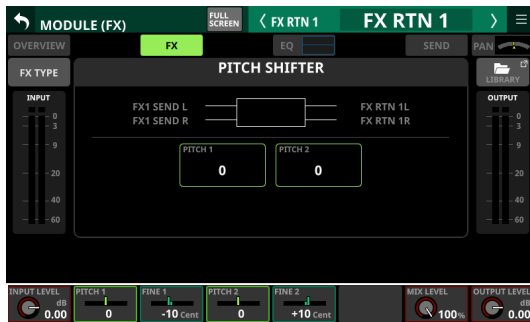 MODULE (FX)
FULL SCREEN
FX RTN 1
FX RTN 1
OVERVIEW
FX
EQ
SEND
PAN
FX TYPE
PITCH SHIFTER
LIBRARY
INPUT
OUTPUT
FX1 SEND L
FX RTN 1L
FX1 SEND R
FX RTN 1R
0
3
9
20
40
60
0
3
9
20
40
60
PITCH 1
PITCH 2
0
0
INPUT LEVEL
PITCH 1
FINE 1
PITCH 2
FINE 2
MIX LEVEL
OUTPUT LEVEL
dB
dB
0.00
0
-10 Cent
0
+10 Cent
100%
0.00